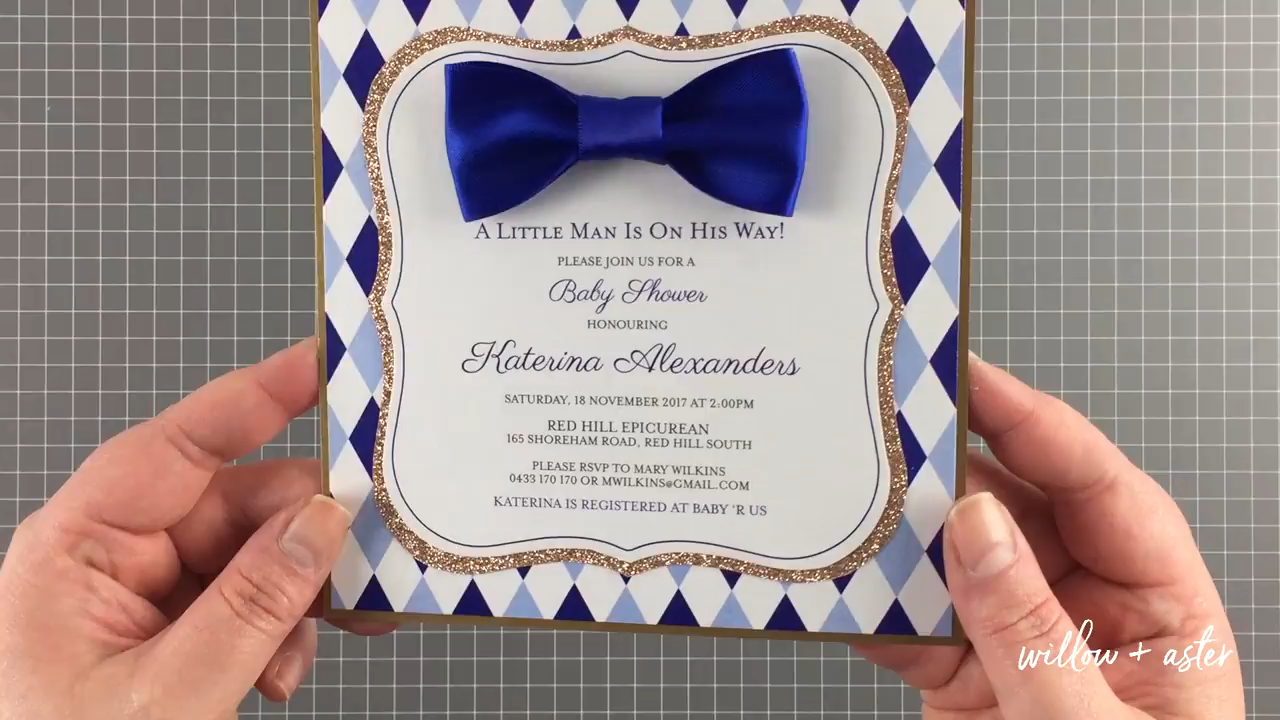 A Little Man Is On His Way!
PLEASE JOIN US FOR A
Baby Shower
HONOURING
Katerina Alexanders
SATURDAY, 18 NOVEMBER 2017 AT 2:00PM
RED HILL EPICUREAN
165 SHOREHAM ROAD, RED HILL SOUTH
PLEASE RSVP TO MARY WILKINS
0433 170 170 OR MWILKINS@GMAIL.COM
KATERINA IS REGISTERED AT BABY ‘R US
willow + aster